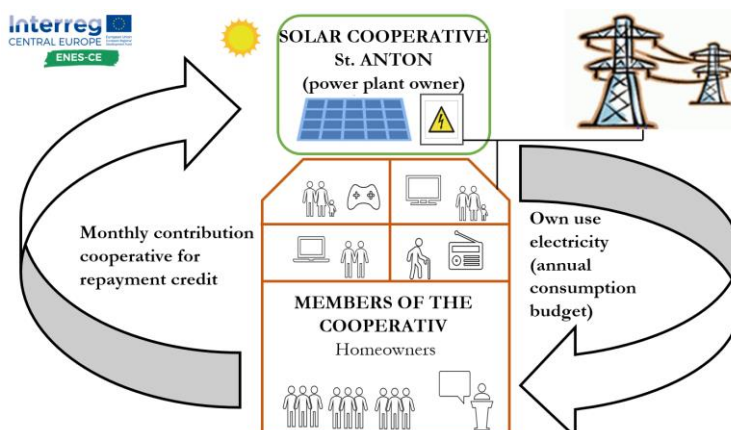 Interreg
CENTRAL EUROPE
ENES-CE
SOLAR COOPERATIVE
St. ANTON
(power plant owner)
Monthly contribution
cooperative for
repayment credit
Own use
electricity
(annual
consumption
budget)
MEMBERS OF THE
COOPERATIV
Homeowners